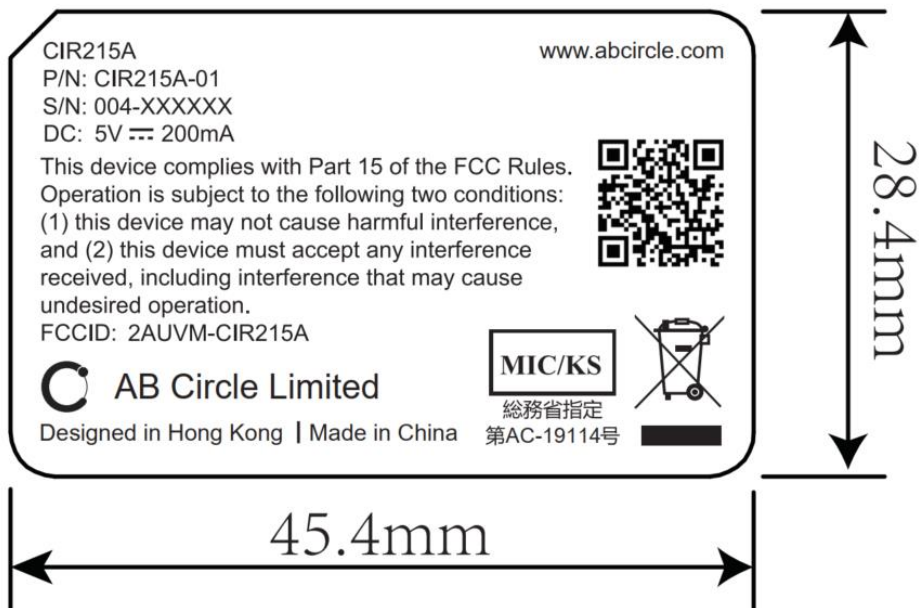 CIR215A
www.abcircle.com
P/N: CIR215A-01
S/N: 004-XXXXXX
DC: 5V ⎓ 200mA
This device complies with Part 15 of the FCC Rules.
Operation is subject to the following two conditions:
(1) this device may not cause harmful interference,
and (2) this device must accept any interference
received, including interference that may cause
undesired operation.
FCCID: 2AUVM-CIR215A
AB Circle Limited
Designed in Hong Kong | Made in China
MIC/KS
総務省指定
第AC-19114号
28.4mm
45.4mm